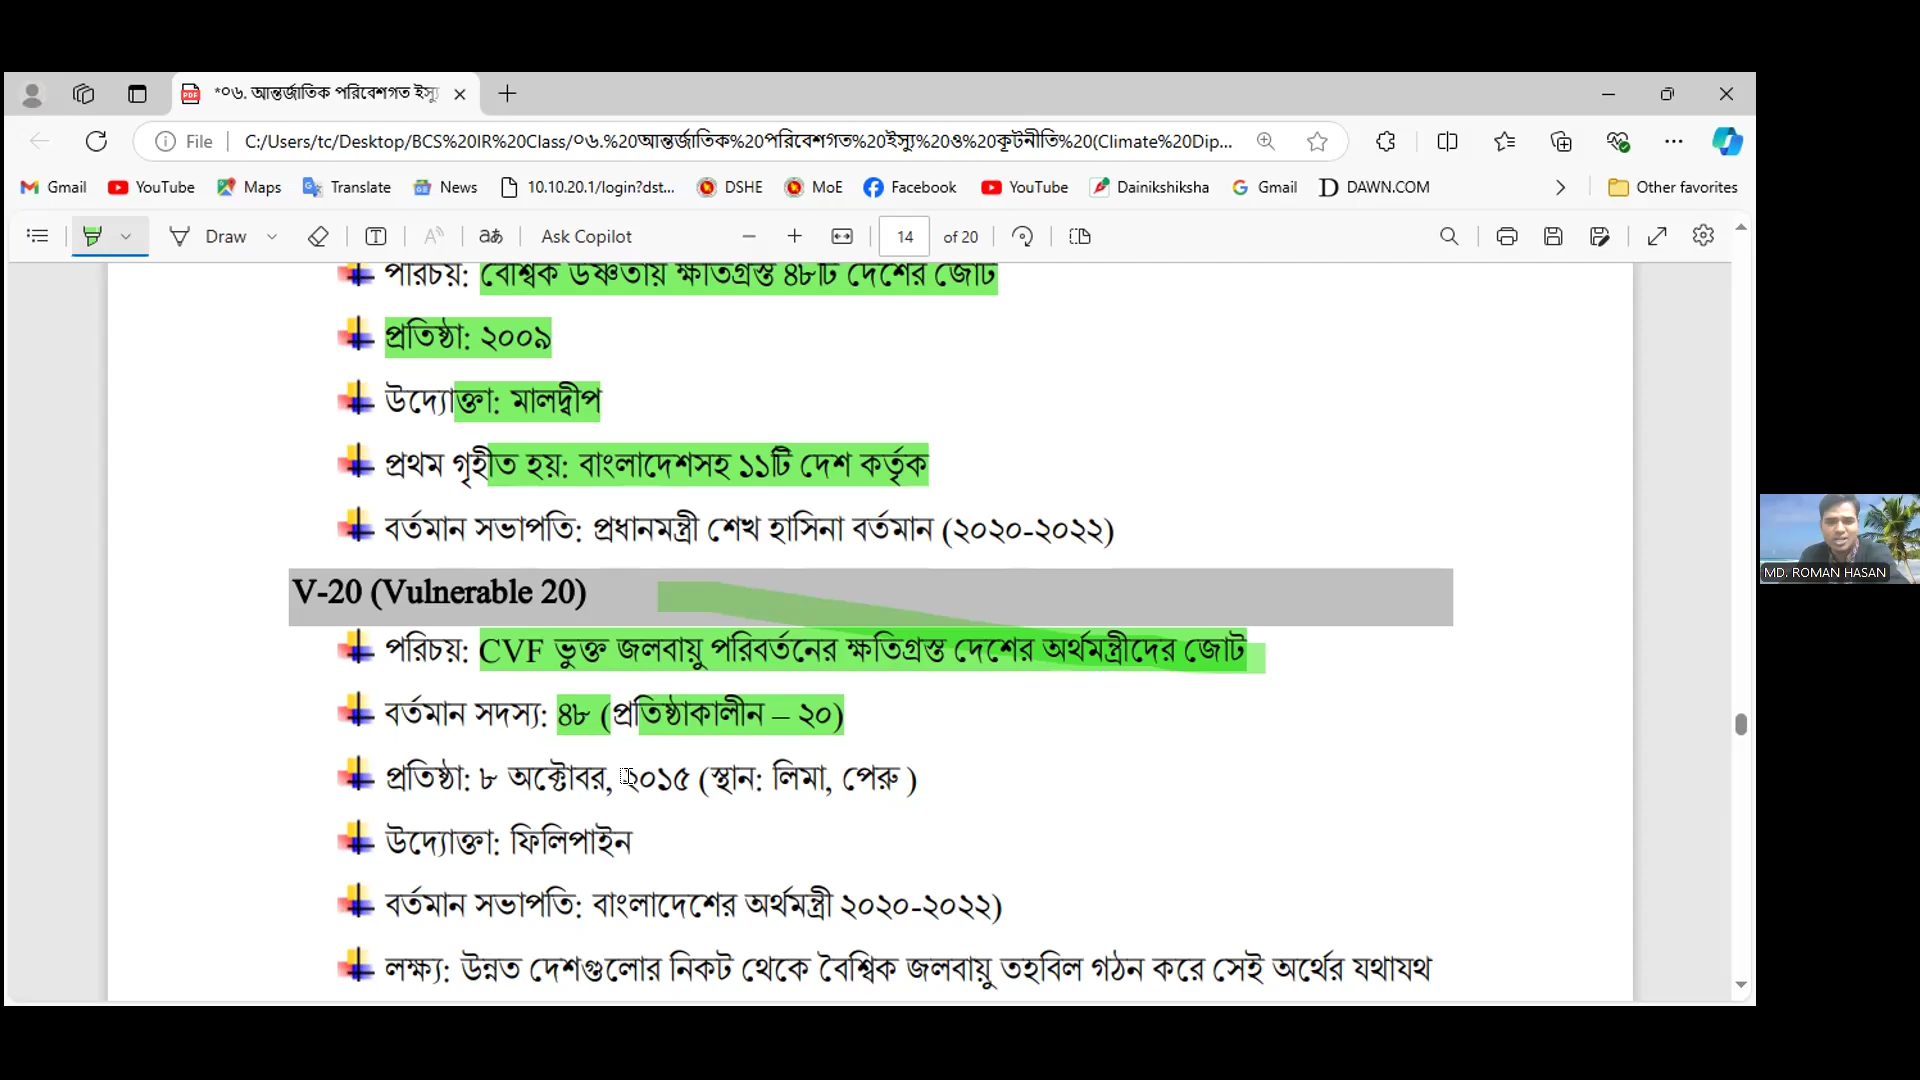 *০৬. আন্তর্জাতিক পরিবেশগত ইস্যু
File C:/Users/tc/Desktop/BCS%20IR%20Class/০৬.%20আন্তর্জাতিক%20পরিবেশগত%20ইস্যু%20ও%20কূটনীতি%20(Climate%20Dip...
Gmail YouTube Maps Translate News 10.10.20.1/login?dst... DSHE MoE Facebook YouTube Dainikshiksha Gmail DAWN.COM Other favorites
Draw Ask Copilot 14 of 20
পরিচয়: বৈশ্বিক উষ্ণতায় ক্ষতিগ্রস্ত ৪৮টি দেশের জোট
প্রতিষ্ঠা: ২০০৯
উদ্যোক্তা: মালদ্বীপ
প্রথম গৃহীত হয়: বাংলাদেশসহ ১১টি দেশ কর্তৃক
বর্তমান সভাপতি: প্রধানমন্ত্রী শেখ হাসিনা বর্তমান (২০২০-২০২২)
V-20 (Vulnerable 20)
পরিচয়: CVF ভুক্ত জলবায়ু পরিবর্তনের ক্ষতিগ্রস্ত দেশের অর্থমন্ত্রীদের জোট
বর্তমান সদস্য: ৪৮ (প্রতিষ্ঠাকালীন – ২০)
প্রতিষ্ঠা: ৮ অক্টোবর, ২০১৫ (স্থান: লিমা, পেরু )
উদ্যোক্তা: ফিলিপাইন
বর্তমান সভাপতি: বাংলাদেশের অর্থমন্ত্রী ২০২০-২০২২)
লক্ষ্য: উন্নত দেশগুলোর নিকট থেকে বৈশ্বিক জলবায়ু তহবিল গঠন করে সেই অর্থের যথাযথ
MD. ROMAN HASAN